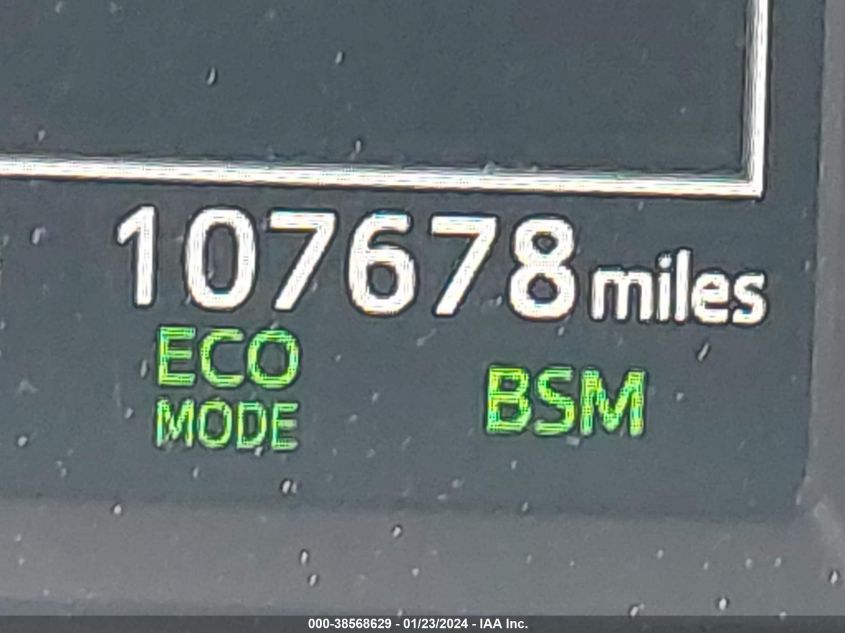 107678 miles
ECO
MODE
BSM
000-38568629 - 01/23/2024 - IAA Inc.